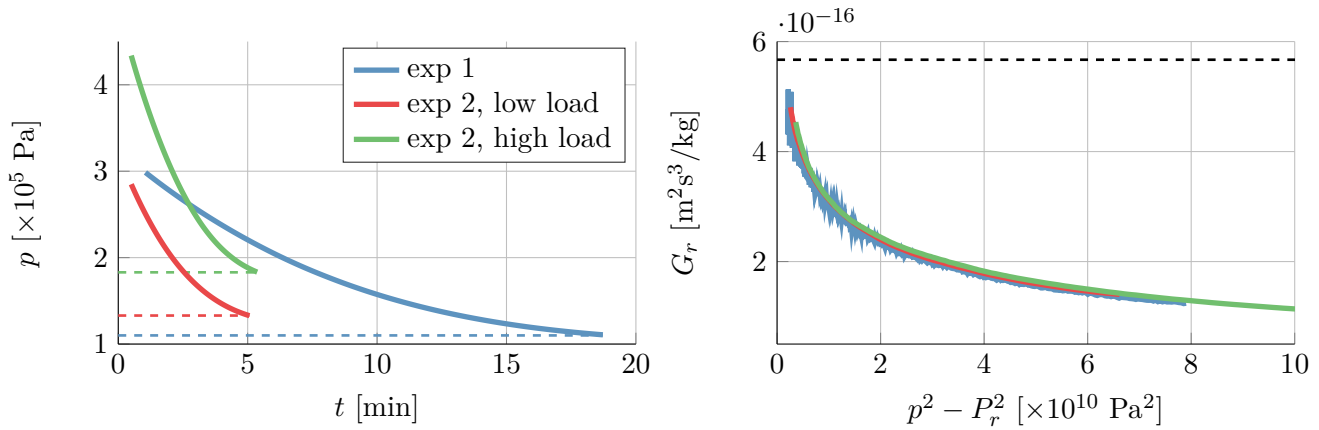 4
3
2
1
0
5
10
15
20
p [×10⁵ Pa]
t [min]
exp 1
exp 2, low load
exp 2, high load
·10⁻¹⁶
6
4
2
0
2
4
6
8
10
G_r [m²s³/kg]
p² − P_r² [×10¹⁰ Pa²]